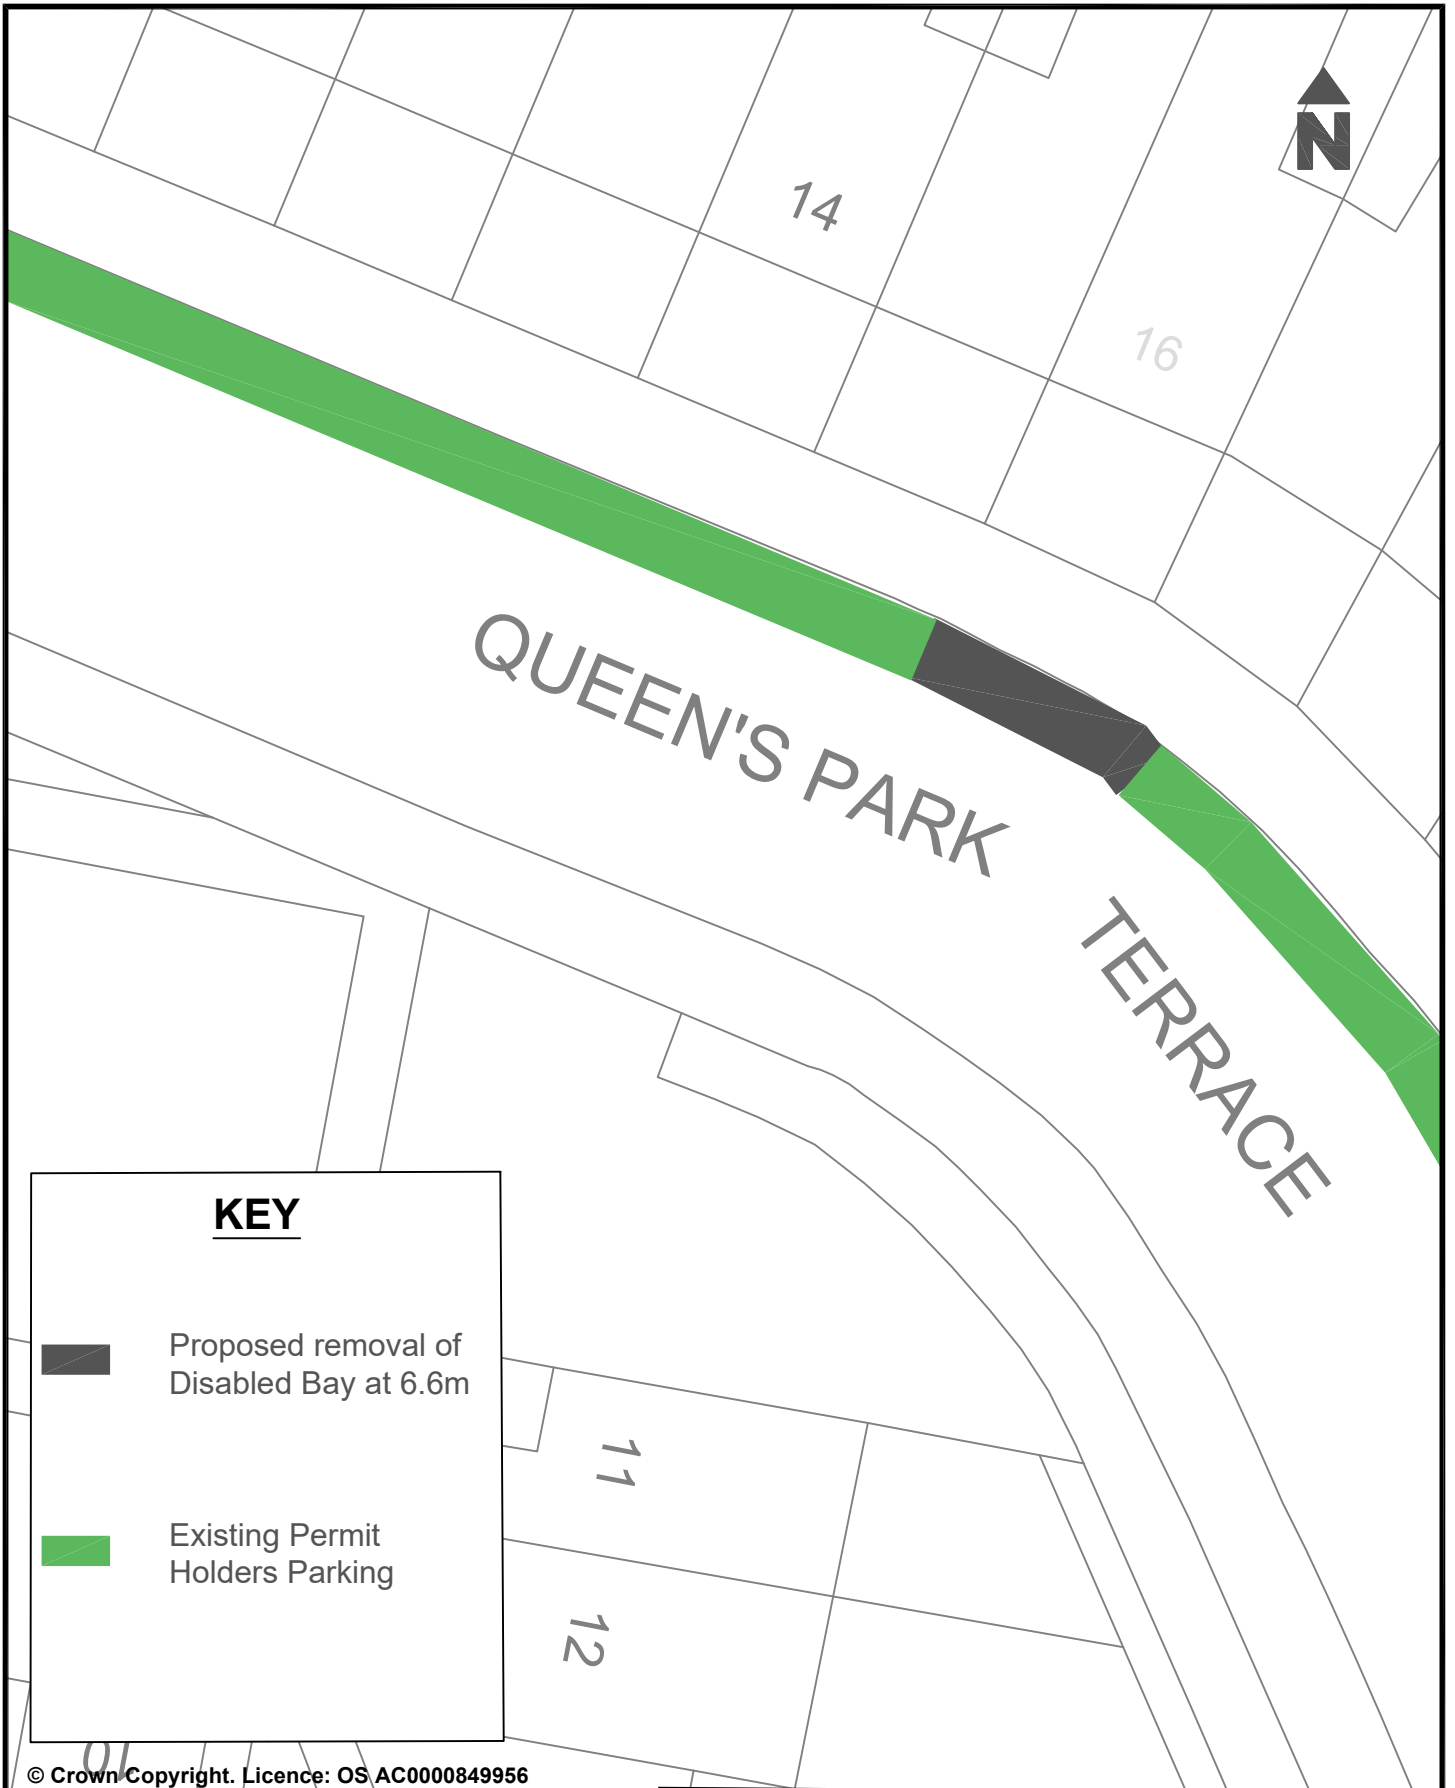 N
14
16
QUEEN'S PARK
TERRACE
KEY
Proposed removal of
Disabled Bay at 6.6m
Existing Permit
Holders Parking
11
12
10
© Crown Copyright. Licence: OS AC0000849956